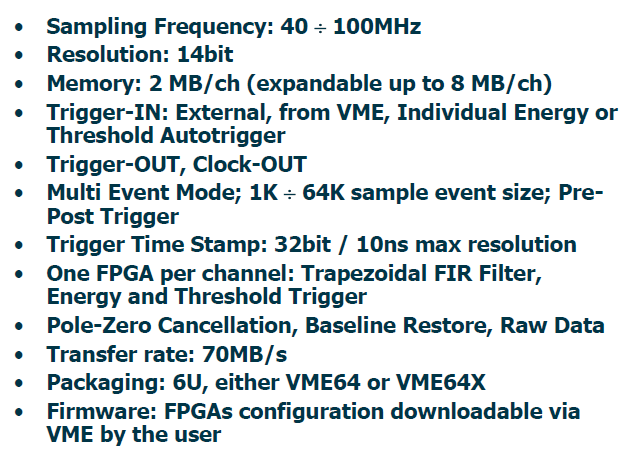 • Sampling Frequency: 40 ÷ 100MHz
• Resolution: 14bit
• Memory: 2 MB/ch (expandable up to 8 MB/ch)
• Trigger-IN: External, from VME, Individual Energy or
Threshold Autotrigger
• Trigger-OUT, Clock-OUT
• Multi Event Mode; 1K ÷ 64K sample event size; Pre-
Post Trigger
• Trigger Time Stamp: 32bit / 10ns max resolution
• One FPGA per channel: Trapezoidal FIR Filter,
Energy and Threshold Trigger
• Pole-Zero Cancellation, Baseline Restore, Raw Data
• Transfer rate: 70MB/s
• Packaging: 6U, either VME64 or VME64X
• Firmware: FPGAs configuration downloadable via
VME by the user